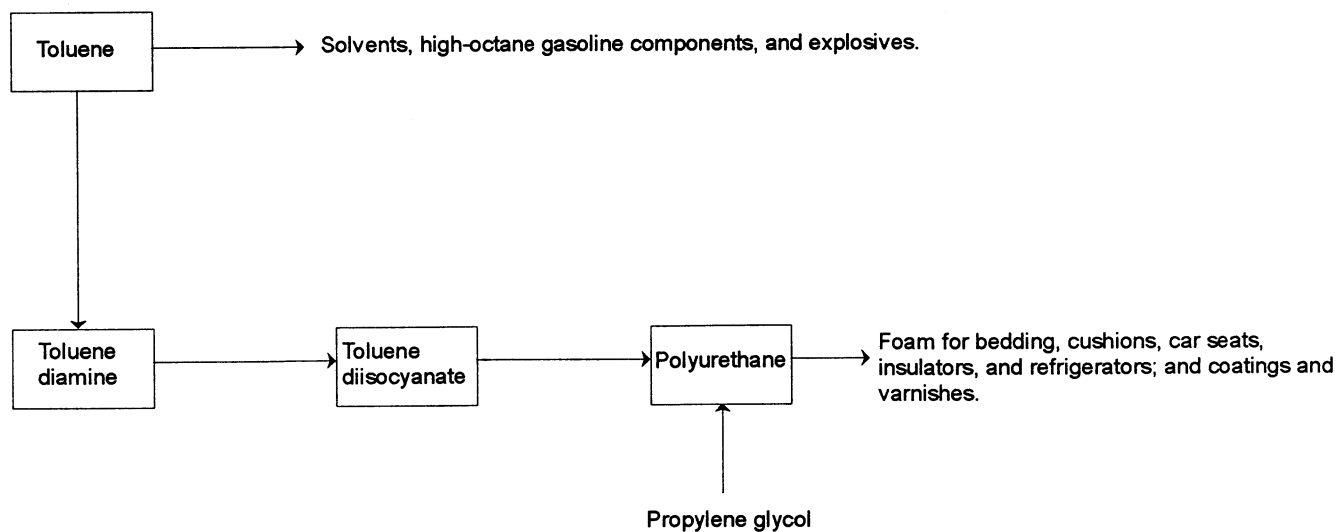 Toluene
Solvents, high-octane gasoline components, and explosives.
Toluene
diamine
Toluene
diisocyanate
Polyurethane
Foam for bedding, cushions, car seats,
insulators, and refrigerators; and coatings and
varnishes.
Propylene glycol